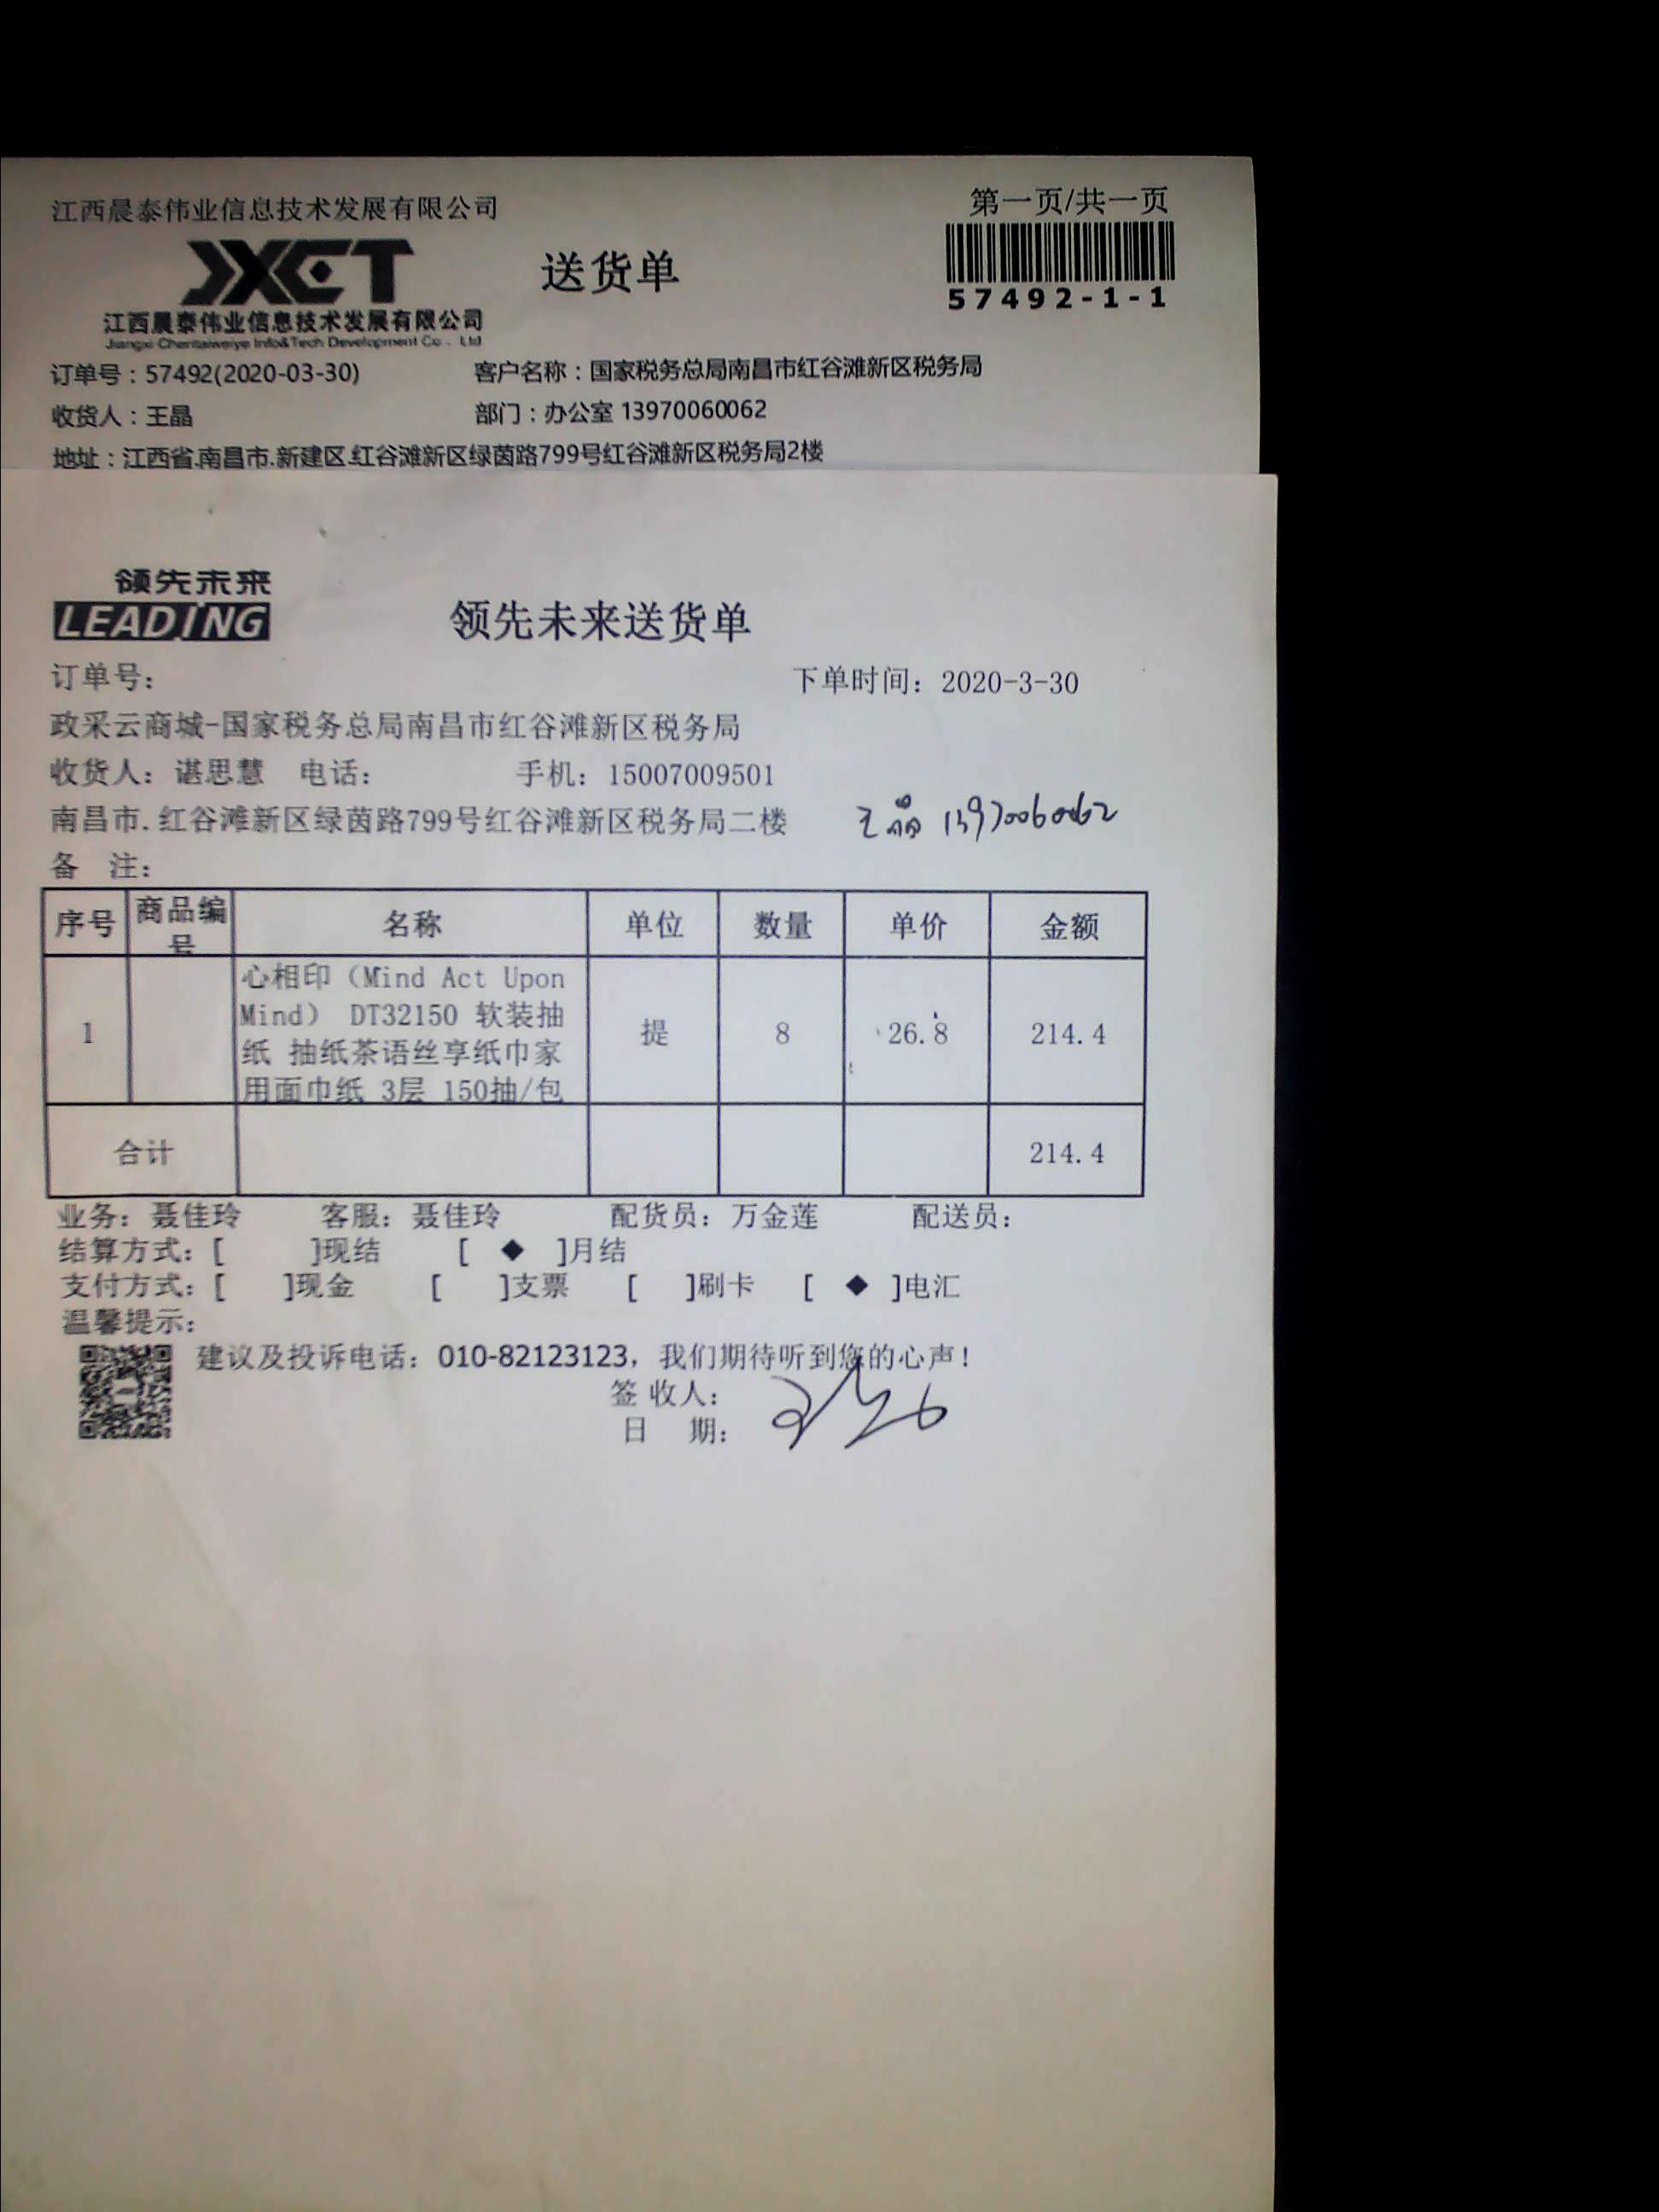 江西晨泰伟业信息技术发展有限公司
第一页/共一页
JXCT
送货单
57492-1-1
江西晨泰伟业信息技术发展有限公司
Jiangxi Chentaiweiye Info&Tech Development Co., Ltd
订单号：57492(2020-03-30) 客户名称：国家税务总局南昌市红谷滩新区税务局
收货人：王晶 部门：办公室 13970060062
地址：江西省.南昌市.新建区.红谷滩新区绿茵路799号红谷滩新区税务局2楼
领先未来
LEADING
领先未来送货单
订单号： 下单时间：2020-3-30
政采云商城-国家税务总局南昌市红谷滩新区税务局
收货人：谌思慧 电话： 手机：15007009501
南昌市.红谷滩新区绿茵路799号红谷滩新区税务局二楼 王晶 13970060062
备 注：
序号 商品编号 名称 单位 数量 单价 金额
1 心相印（Mind Act Upon
Mind） DT32150 软装抽
纸 抽纸茶语丝享纸巾家
用面巾纸 3层 150抽/包
提 8 26.8 214.4
合计 214.4
业务：聂佳玲 客服：聂佳玲 配货员：万金莲 配送员：
结算方式：[ ]现结 [ ◆ ]月结
支付方式：[ ]现金 [ ]支票 [ ]刷卡 [ ◆ ]电汇
温馨提示：
建议及投诉电话：010-82123123，我们期待听到您的心声！
签 收人：
日 期：